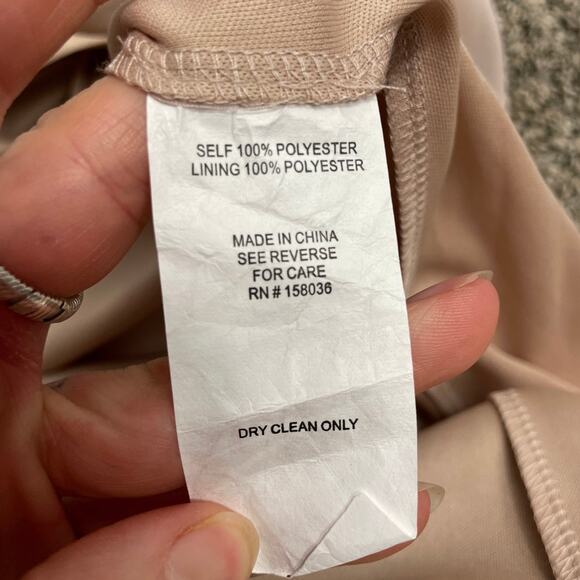 SELF 100% POLYESTER
LINING 100% POLYESTER
MADE IN CHINA
SEE REVERSE
FOR CARE
RN # 158036
DRY CLEAN ONLY